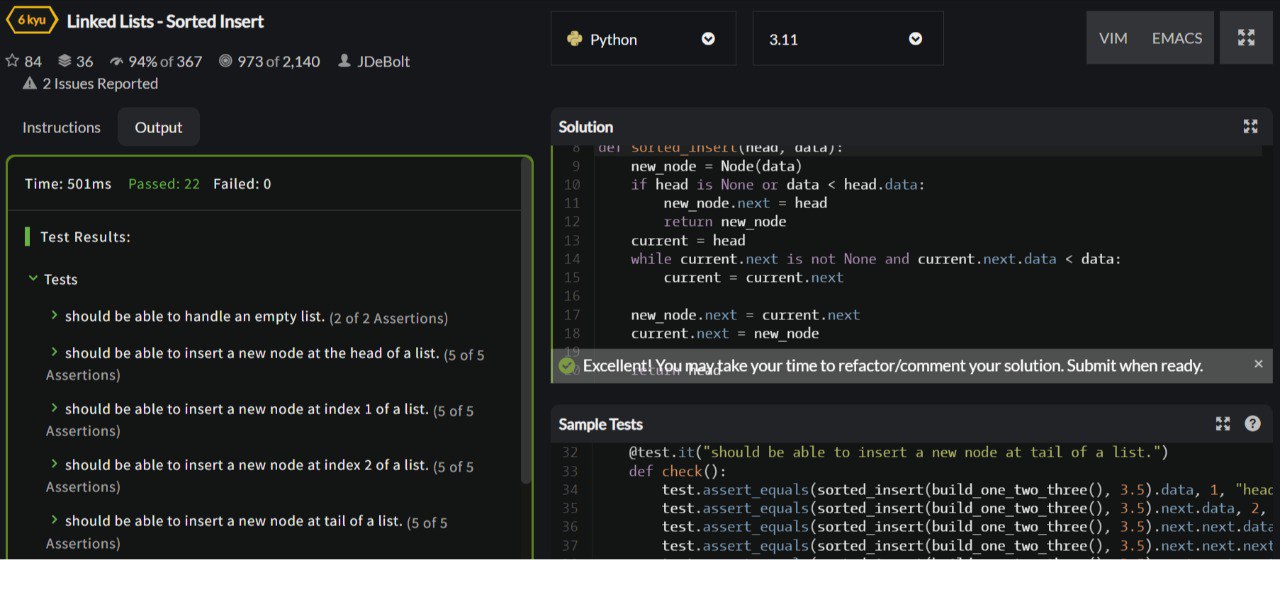 6 kyu Linked Lists - Sorted Insert
84 36 94% of 367 973 of 2,140 JDeBolt
2 Issues Reported
Instructions Output
Time: 501ms Passed: 22 Failed: 0
Test Results:
Tests
should be able to handle an empty list. (2 of 2 Assertions)
should be able to insert a new node at the head of a list. (5 of 5
Assertions)
should be able to insert a new node at index 1 of a list. (5 of 5
Assertions)
should be able to insert a new node at index 2 of a list. (5 of 5
Assertions)
should be able to insert a new node at tail of a list. (5 of 5
Assertions)
Python 3.11 VIM EMACS
Solution
8 def sorted_insert(head, data):
9 new_node = Node(data)
10 if head is None or data < head.data:
11 new_node.next = head
12 return new_node
13 current = head
14 while current.next is not None and current.next.data < data:
15 current = current.next
16
17 new_node.next = current.next
18 current.next = new_node
19
20 return head
Excellent! You may take your time to refactor/comment your solution. Submit when ready.
Sample Tests
32 @test.it("should be able to insert a new node at tail of a list.")
33 def check():
34 test.assert_equals(sorted_insert(build_one_two_three(), 3.5).data, 1, "head
35 test.assert_equals(sorted_insert(build_one_two_three(), 3.5).next.data, 2,
36 test.assert_equals(sorted_insert(build_one_two_three(), 3.5).next.next.data
37 test.assert_equals(sorted_insert(build_one_two_three(), 3.5).next.next.next